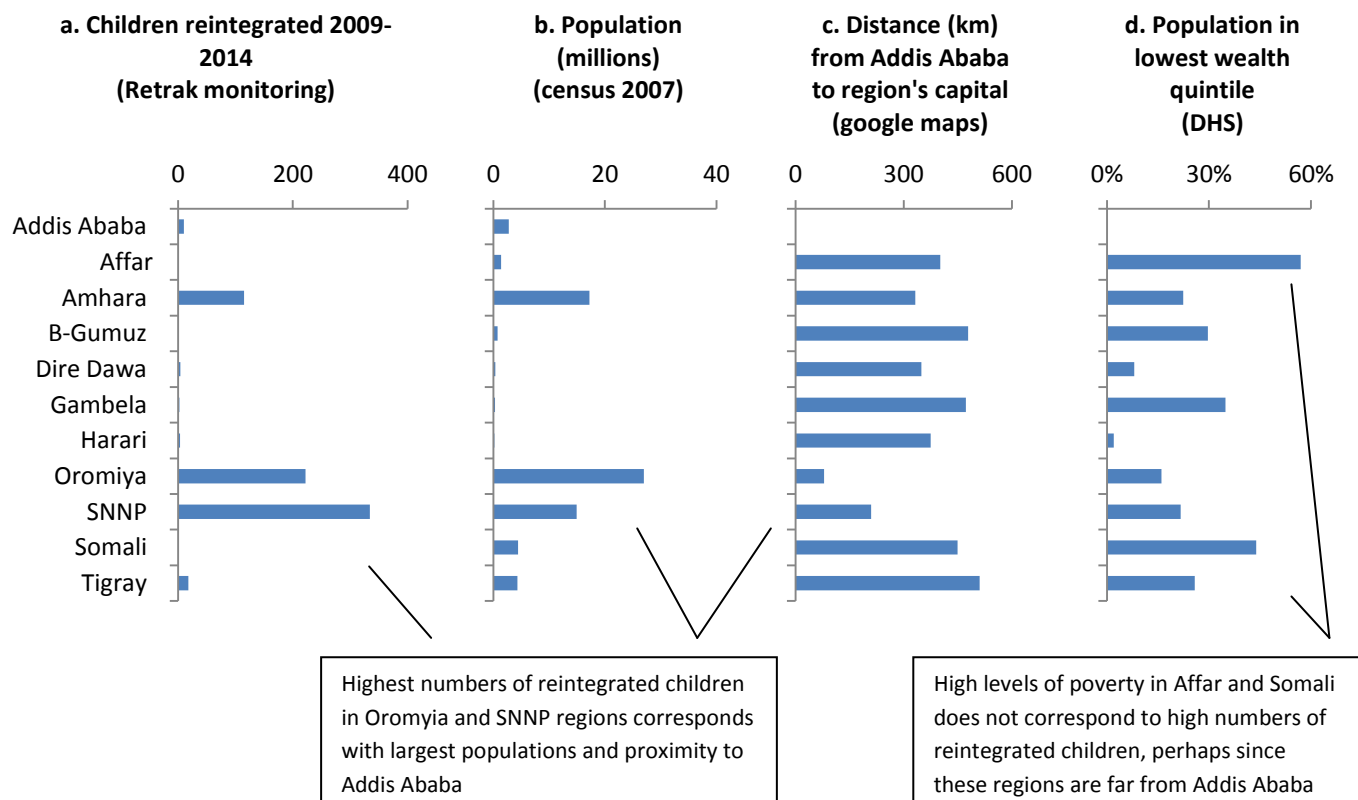 a. Children reintegrated 2009-
2014
(Retrak monitoring)
b. Population
(millions)
(census 2007)
c. Distance (km)
from Addis Ababa
to region's capital
(google maps)
d. Population in
lowest wealth
quintile
(DHS)
0 200 400
0 20 40
0 300 600
0% 30% 60%
Addis Ababa
Affar
Amhara
B-Gumuz
Dire Dawa
Gambela
Harari
Oromiya
SNNP
Somali
Tigray
Highest numbers of reintegrated children
in Oromyia and SNNP regions corresponds
with largest populations and proximity to
Addis Ababa
High levels of poverty in Affar and Somali
does not correspond to high numbers of
reintegrated children, perhaps since
these regions are far from Addis Ababa